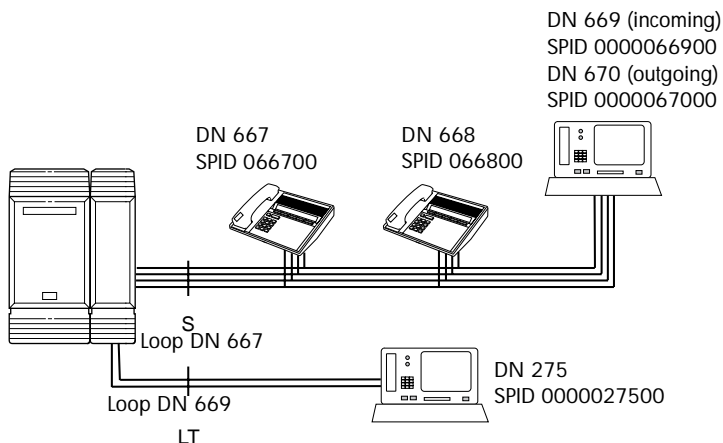 DN 669 (incoming)
SPID 0000066900
DN 670 (outgoing)
SPID 0000067000
DN 667
SPID 066700
DN 668
SPID 066800
S
Loop DN 667
DN 275
SPID 0000027500
Loop DN 669
LT